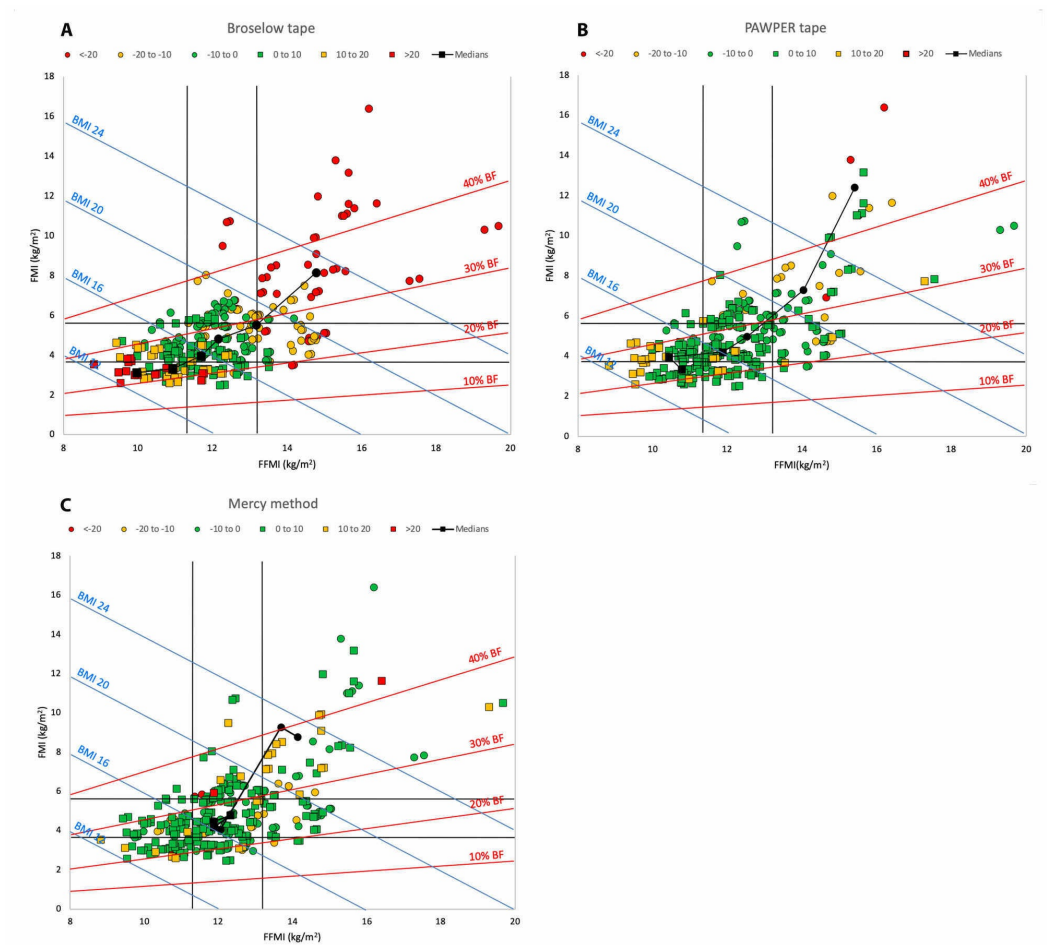 A
Broselow tape
<-20 -20 to -10 -10 to 0 0 to 10 10 to 20 >20 Medians
18
16
14
12
10
8
6
4
2
0
FMI (kg/m²)
BMI 24
BMI 20
BMI 16
40% BF
30% BF
20% BF
10% BF
8 10 12 14 16 18 20
FFMI (kg/m²)
B
PAWPER tape
<-20 -20 to -10 -10 to 0 0 to 10 10 to 20 >20 Medians
18
16
14
12
10
8
6
4
2
0
FMI (kg/m²)
BMI 24
BMI 20
BMI 16
40% BF
30% BF
20% BF
10% BF
8 10 12 14 16 18 20
FFMI(kg/m²)
C
Mercy method
<-20 -20 to -10 -10 to 0 0 to 10 10 to 20 >20 Medians
18
16
14
12
10
8
6
4
2
0
FMI (kg/m²)
BMI 24
BMI 20
BMI 16
40% BF
30% BF
20% BF
10% BF
8 10 12 14 16 18 20
FFMI (kg/m²)